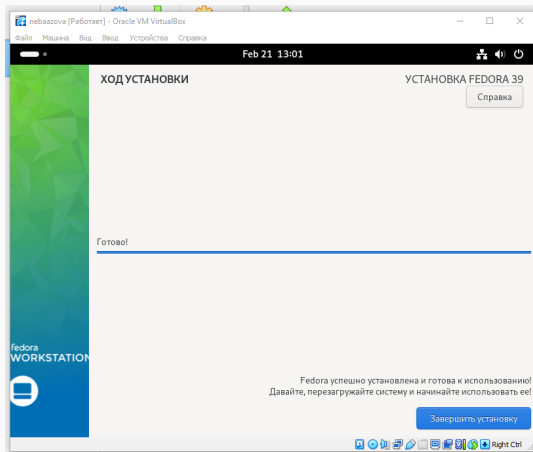 nebaazova [Работает] - Oracle VM VirtualBox
Файл Машина Вид Ввод Устройства Справка
Feb 21 13:01
ХОД УСТАНОВКИ
УСТАНОВКА FEDORA 39
Справка
Готово!
fedora
WORKSTATION
Fedora успешно установлена и готова к использованию!
Давайте, перезагружайте систему и начинайте использовать ее!
Завершить установку
Right Ctrl